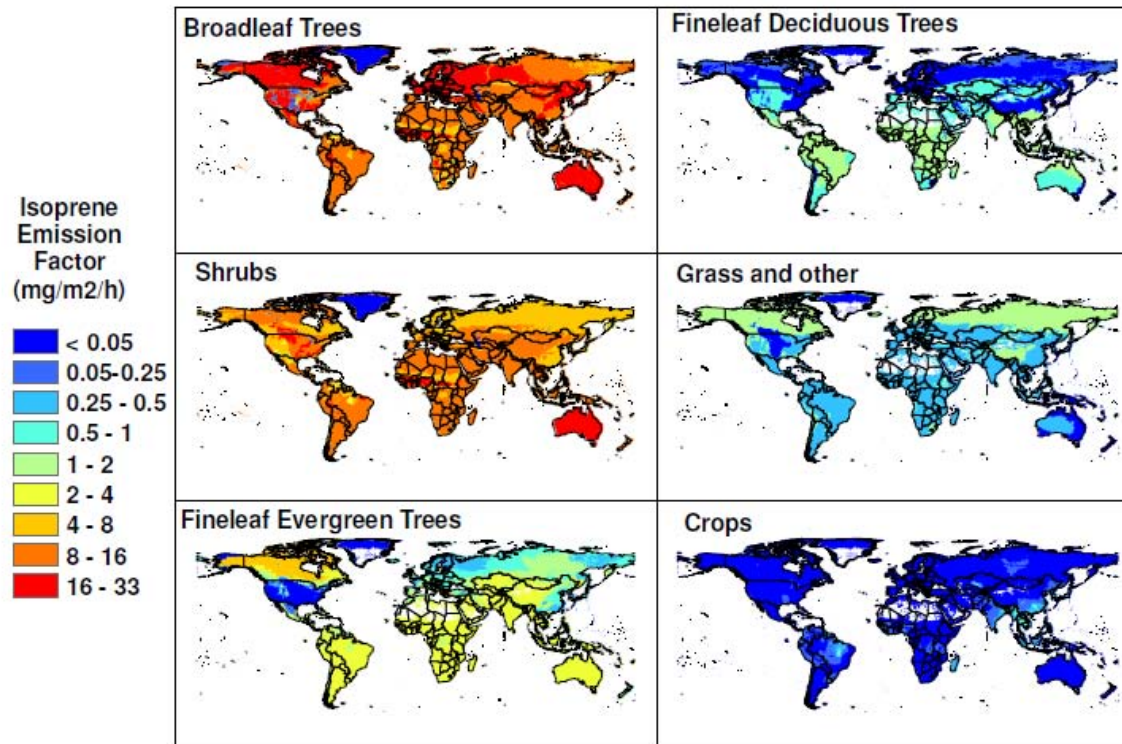 Broadleaf Trees
Fineleaf Deciduous Trees
Isoprene
Emission
Factor
(mg/m2/h)
< 0.05
0.05-0.25
0.25 - 0.5
0.5 - 1
1 - 2
2 - 4
4 - 8
8 - 16
16 - 33
Shrubs
Grass and other
Fineleaf Evergreen Trees
Crops